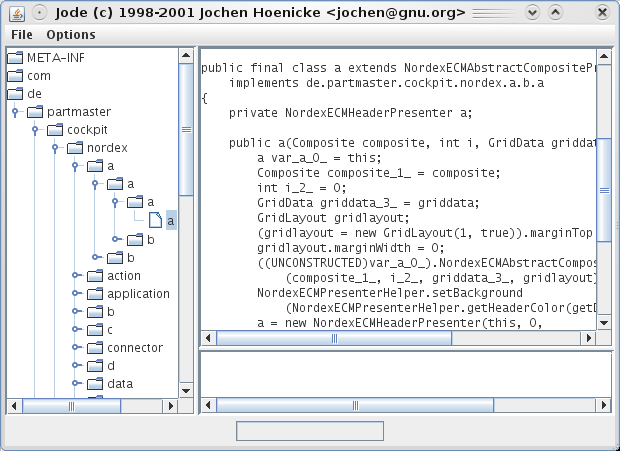 Jode (c) 1998-2001 Jochen Hoenicke <jochen@gnu.org>
File Options
META-INF
com
de
partmaster
cockpit
nordex
a
a
a
a
b
b
action
application
b
c
connector
d
data
public final class a extends NordexECMAbstractCompositePr
implements de.partmaster.cockpit.nordex.a.b.a
{
private NordexECMHeaderPresenter a;
public a(Composite composite, int i, GridData griddata
a var_a_0_ = this;
Composite composite_1_ = composite;
int i_2_ = 0;
GridData griddata_3_ = griddata;
GridLayout gridlayout;
(gridlayout = new GridLayout(1, true)).marginTop
gridlayout.marginWidth = 0;
((UNCONSTRUCTED)var_a_0_).NordexECMAbstractCompos
(composite_1_, i_2_, griddata_3_, gridlayout)
NordexECMPresenterHelper.setBackground
(NordexECMPresenterHelper.getHeaderColor(getD
a = new NordexECMHeaderPresenter(this, 0,